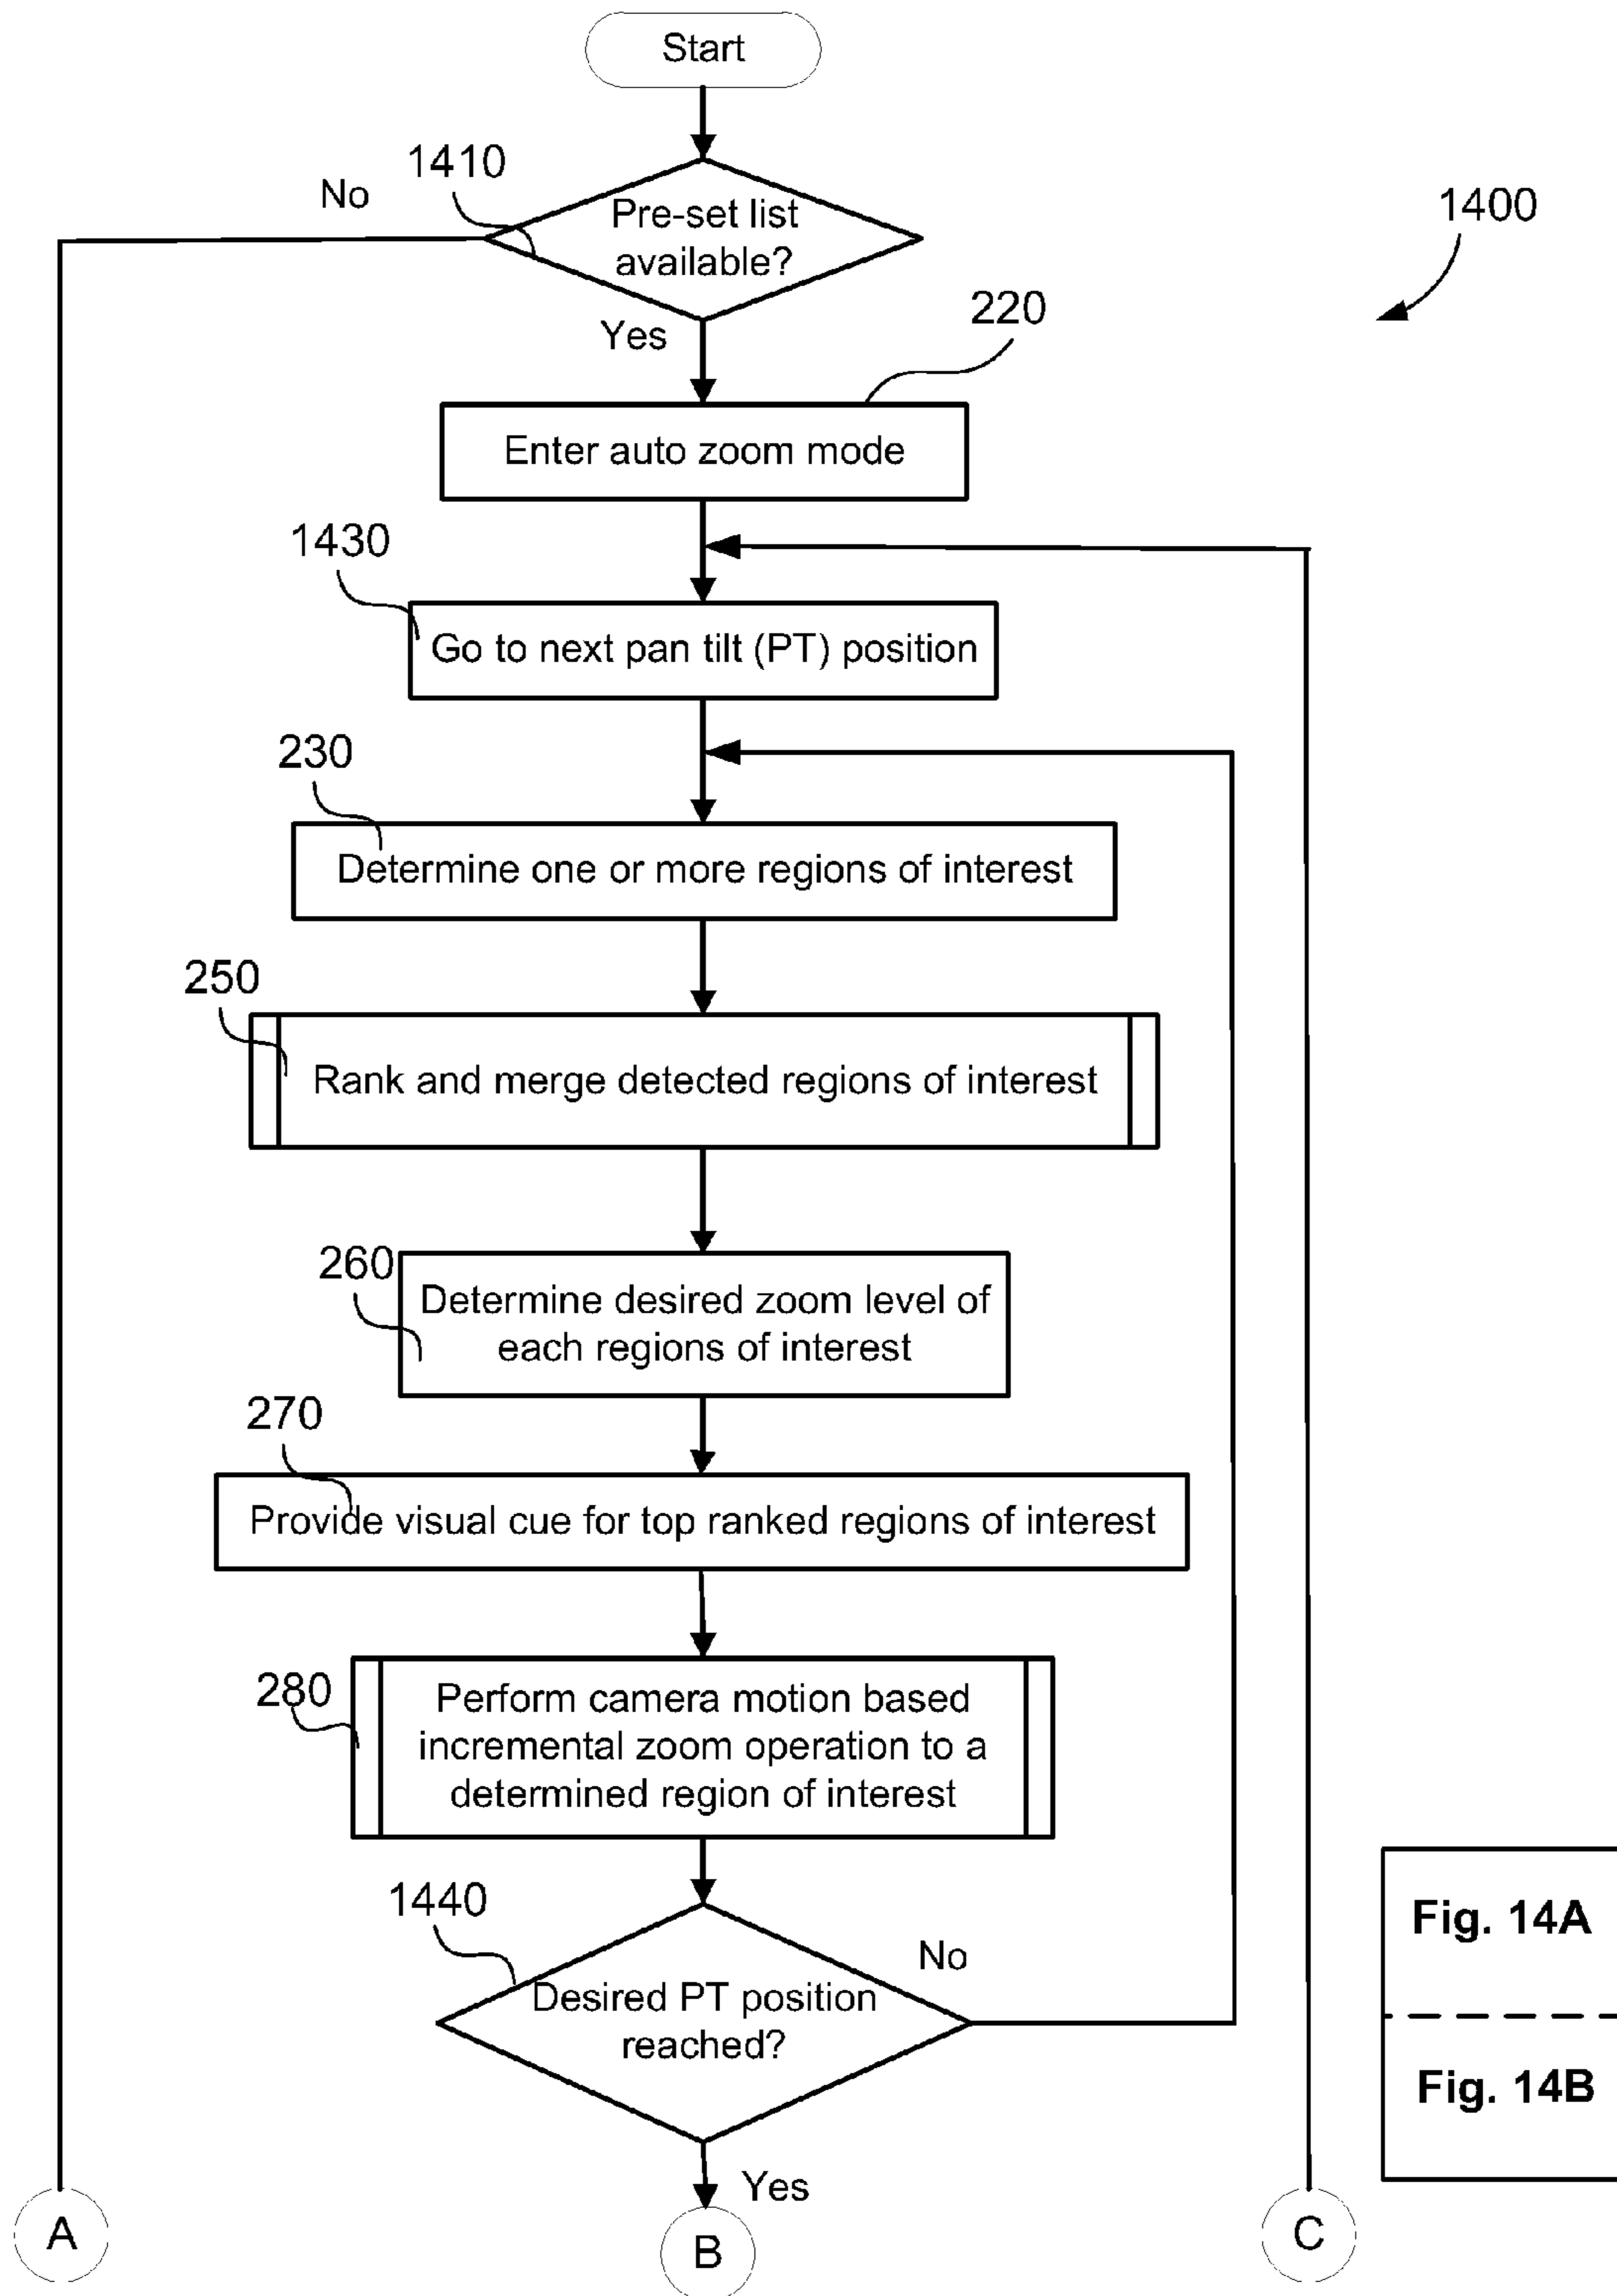 Start
1410
No
Pre-set list
available?
1400
Yes
220
Enter auto zoom mode
1430
Go to next pan tilt (PT) position
230
Determine one or more regions of interest
250
Rank and merge detected regions of interest
260
Determine desired zoom level of
each regions of interest
270
Provide visual cue for top ranked regions of interest
280
Perform camera motion based
incremental zoom operation to a
determined region of interest
1440
No
Desired PT position
reached?
Yes
Fig. 14A
Fig. 14B
A
B
C